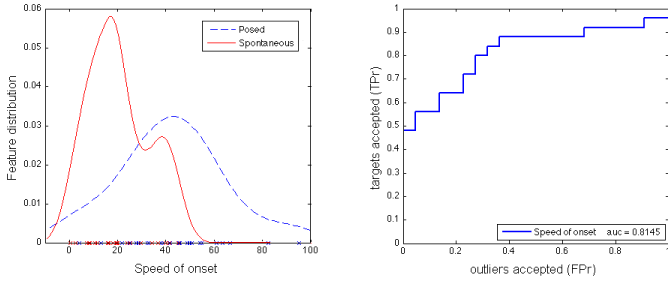 0.06
0.05
0.04
0.03
0.02
0.01
0
Feature distribution
Posed
Spontaneous
0 20 40 60 80 100
Speed of onset
1
0.9
0.8
0.7
0.6
0.5
0.4
0.3
0.2
0.1
0
targets accepted (TPr)
Speed of onset auc = 0.8145
0 0.2 0.4 0.6 0.8
outliers accepted (FPr)